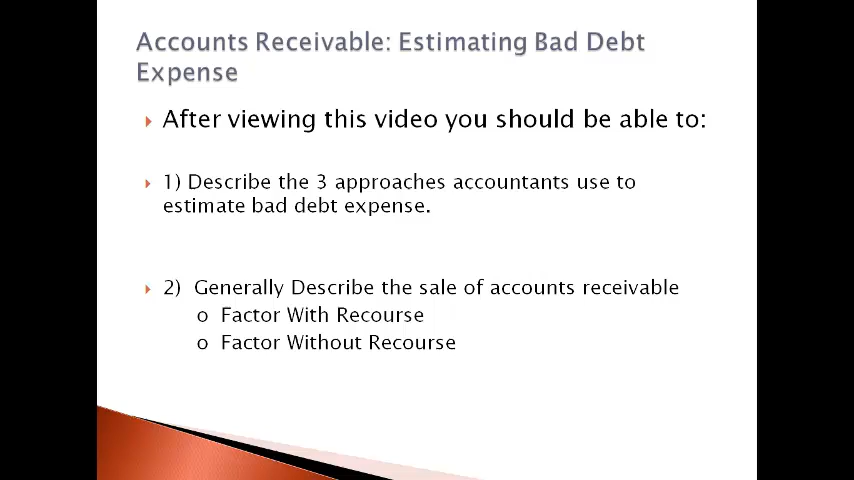 Accounts Receivable: Estimating Bad Debt
Expense
After viewing this video you should be able to:
1) Describe the 3 approaches accountants use to
estimate bad debt expense.
2) Generally Describe the sale of accounts receivable
o Factor With Recourse
o Factor Without Recourse